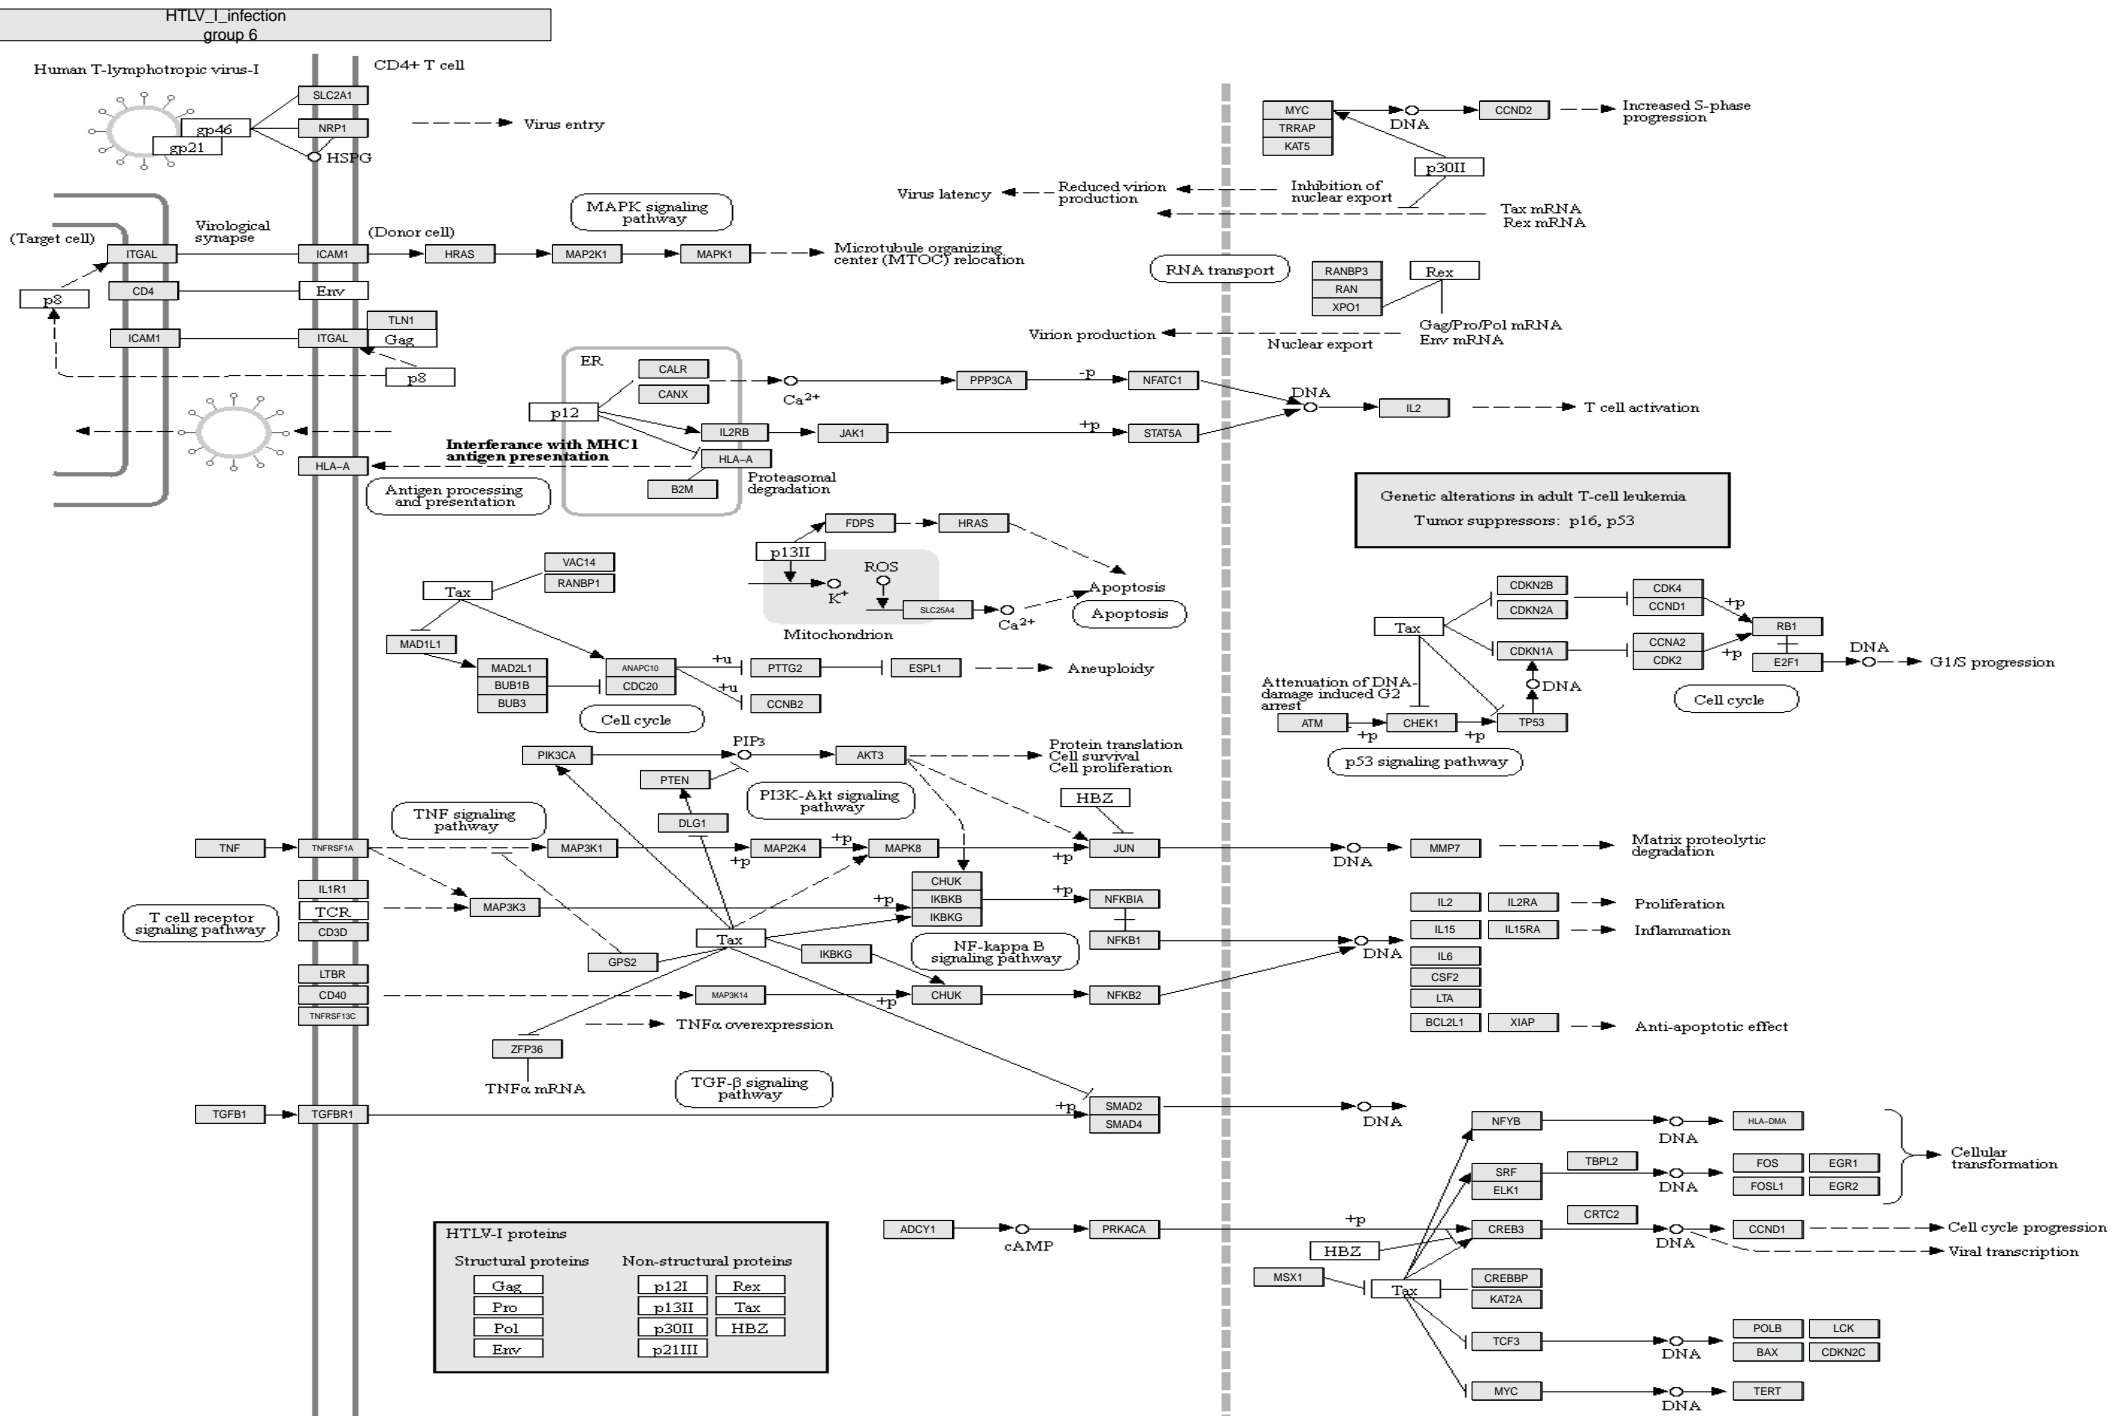 HTLV_I_infection
group 6
Human T-lymphotropic virus-I
CD4+ T cell
SLC2A1
gp46
NRP1
gp21
HSPG
Virus entry
MYC
TRRAP
KAT5
DNA
CCND2
Increased S-phase
progression
p30II
Virus latency
Reduced virion
production
Inhibition of
nuclear export
Tax mRNA
Rex mRNA
MAPK signaling
pathway
(Target cell)
Virological
synapse
(Donor cell)
ITGAL
ICAM1
HRAS
MAP2K1
MAPK1
Microtubule organizing
center (MTOC) relocation
RNA transport
RANBP3
RAN
XPO1
Rex
p8
CD4
Env
TLN1
ICAM1
ITGAL
Gag
p8
Virion production
Nuclear export
Gag/Pro/Pol mRNA
Env mRNA
ER
CALR
CANX
p12
Ca2+
PPP3CA
-p
NFATC1
DNA
IL2
T cell activation
IL2RB
JAK1
+p
STAT5A
Interferance with MHC1
antigen presentation
HLA-A
HLA-A
B2M
Proteasomal
degradation
Antigen processing
and presentation
Genetic alterations in adult T-cell leukemia
Tumor suppressors: p16, p53
FDPS
HRAS
p13II
ROS
K+
SLC25A4
Ca2+
Mitochondrion
Apoptosis
Apoptosis
VAC14
RANBP1
Tax
MAD1L1
MAD2L1
BUB1B
BUB3
ANAPC10
CDC20
+u
+u
PTTG2
ESPL1
Aneuploidy
CCNB2
Cell cycle
CDKN2B
CDKN2A
CDK4
CCND1
+p
Tax
CDKN1A
CCNA2
CDK2
+p
RB1
E2F1
DNA
G1/S progression
DNA
Attenuation of DNA-
damage induced G2
arrest
ATM
+p
CHEK1
+p
TP53
Cell cycle
p53 signaling pathway
PIK3CA
PIP3
AKT3
Protein translation
Cell survival
Cell proliferation
PTEN
PI3K-Akt signaling
pathway
HBZ
DLG1
TNF signaling
pathway
TNF
TNFRSF1A
MAP3K1
+p
MAP2K4
+p
MAPK8
+p
JUN
DNA
MMP7
Matrix proteolytic
degradation
IL1R1
TCR
CD3D
T cell receptor
signaling pathway
MAP3K3
+p
CHUK
IKBKB
IKBKG
+p
NFKBIA
NFKB1
Tax
IKBKG
NF-kappa B
signaling pathway
GPS2
DNA
IL2
IL2RA
Proliferation
IL15
IL15RA
Inflammation
IL6
CSF2
LTA
BCL2L1
XIAP
Anti-apoptotic effect
LTBR
CD40
TNFRSF13C
MAP3K14
+p
CHUK
NFKB2
TNFα overexpression
ZFP36
TNFα mRNA
TGF-β signaling
pathway
TGFB1
TGFBR1
+p
SMAD2
SMAD4
DNA
NFYB
DNA
HLA-DMA
SRF
ELK1
TBPL2
DNA
FOS
EGR1
FOSL1
EGR2
Cellular
transformation
ADCY1
cAMP
PRKACA
+p
CREB3
CRTC2
DNA
CCND1
Cell cycle progression
Viral transcription
HBZ
MSX1
Tax
CREBBP
KAT2A
TCF3
DNA
POLB
LCK
BAX
CDKN2C
MYC
DNA
TERT
HTLV-I proteins
Structural proteins
Non-structural proteins
Gag
p12I
Rex
Pro
p13II
Tax
Pol
p30II
HBZ
Env
p21III